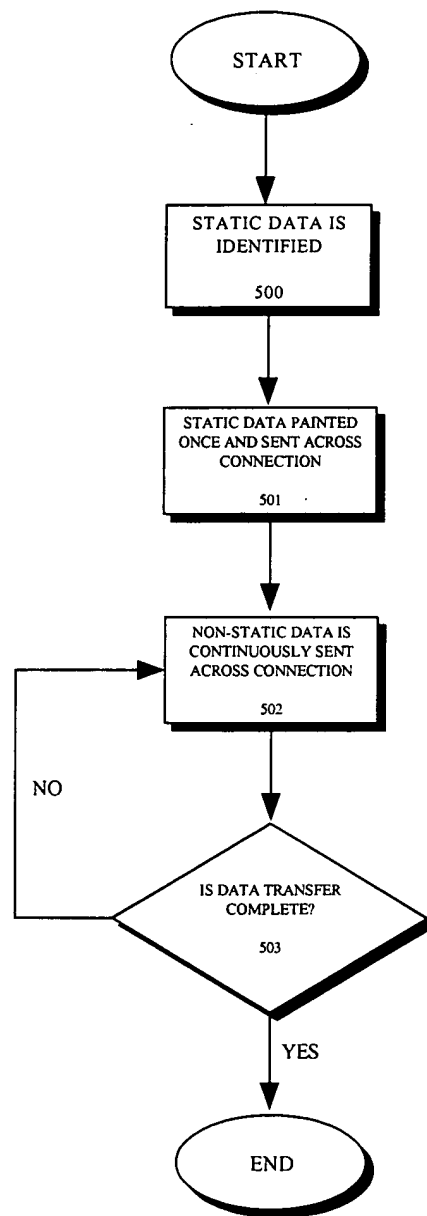 START
STATIC DATA IS
IDENTIFIED
500
STATIC DATA PAINTED
ONCE AND SENT ACROSS
CONNECTION
501
NON-STATIC DATA IS
CONTINUOUSLY SENT
ACROSS CONNECTION
502
NO
IS DATA TRANSFER
COMPLETE?
503
YES
END